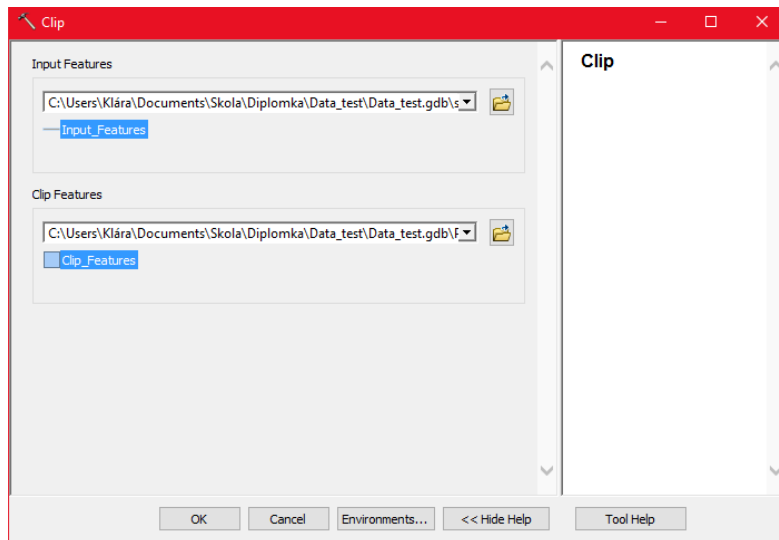 Clip
Input Features
C:\Users\Klára\Documents\Skola\Diplomka\Data_test\Data_test.gdb\s
Input_Features
Clip Features
C:\Users\Klára\Documents\Skola\Diplomka\Data_test\Data_test.gdb\
Clip_Features
Clip
OK
Cancel
Environments...
<< Hide Help
Tool Help